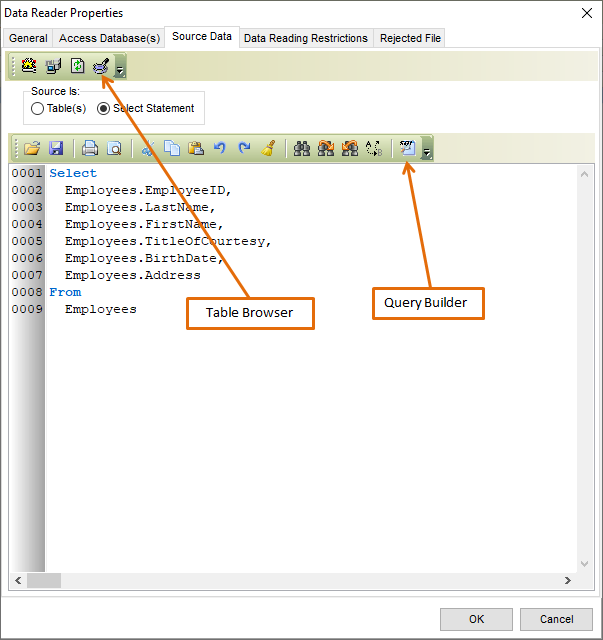 Data Reader Properties
General Access Database(s) Source Data Data Reading Restrictions Rejected File
Source Is:
Table(s) Select Statement
0001 Select
0002 Employees.EmployeeID,
0003 Employees.LastName,
0004 Employees.FirstName,
0005 Employees.TitleOfCourtesy,
0006 Employees.BirthDate,
0007 Employees.Address
0008 From
0009 Employees
Table Browser
Query Builder
OK Cancel